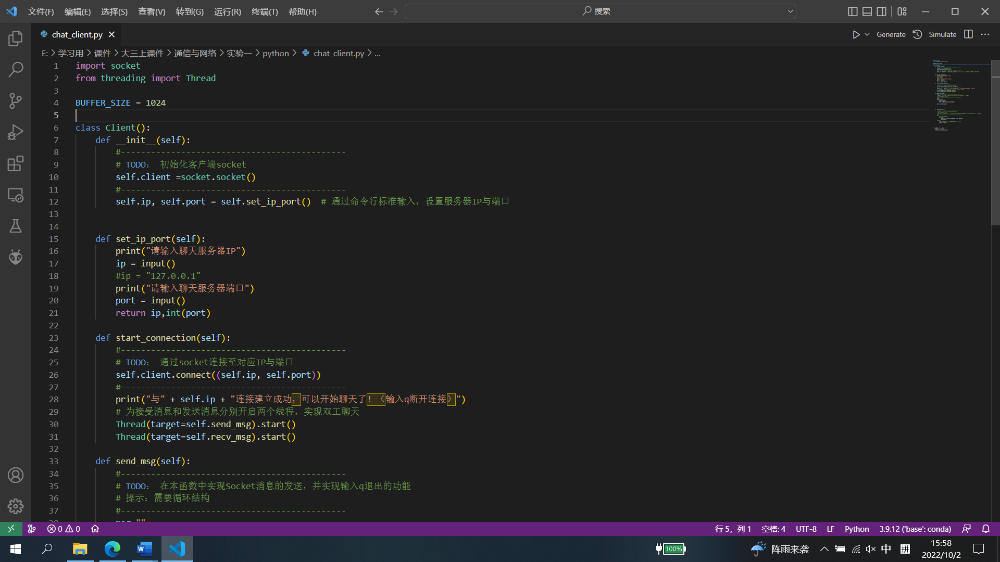 文件(F) 编辑(E) 选择(S) 查看(V) 转到(G) 运行(R) 终端(T) 帮助(H) 搜索
chat_client.py Generate Simulate
E: > 学习用 > 课件 > 大三上课件 > 通信与网络 > 实验一 > python > chat_client.py > ...
1 import socket
2 from threading import Thread
3
4 BUFFER_SIZE = 1024
5
6 class Client():
7 def __init__(self):
8 #---------------------------------------------
9 # TODO： 初始化客户端socket
10 self.client =socket.socket()
11 #---------------------------------------------
12 self.ip, self.port = self.set_ip_port()  # 通过命令行标准输入，设置服务器IP与端口
13
14
15 def set_ip_port(self):
16 print("请输入聊天服务器IP")
17 ip = input()
18 #ip = "127.0.0.1"
19 print("请输入聊天服务器端口")
20 port = input()
21 return ip,int(port)
22
23 def start_connection(self):
24 #---------------------------------------------
25 # TODO： 通过socket连接至对应IP与端口
26 self.client.connect((self.ip, self.port))
27 #---------------------------------------------
28 print("与" + self.ip + "连接建立成功，可以开始聊天了！（输入q断开连接）")
29 # 为接受消息和发送消息分别开启两个线程，实现双工聊天
30 Thread(target=self.send_msg).start()
31 Thread(target=self.recv_msg).start()
32
33 def send_msg(self):
34 #---------------------------------------------
35 # TODO： 在本函数中实现Socket消息的发送，并实现输入q退出的功能
36 # 提示：需要循环结构
37 #---------------------------------------------
0 0 行 5，列 1 空格: 4 UTF-8 LF Python 3.9.12 ('base': conda)
100% 阵雨来袭 中 拼 15:58
2022/10/2